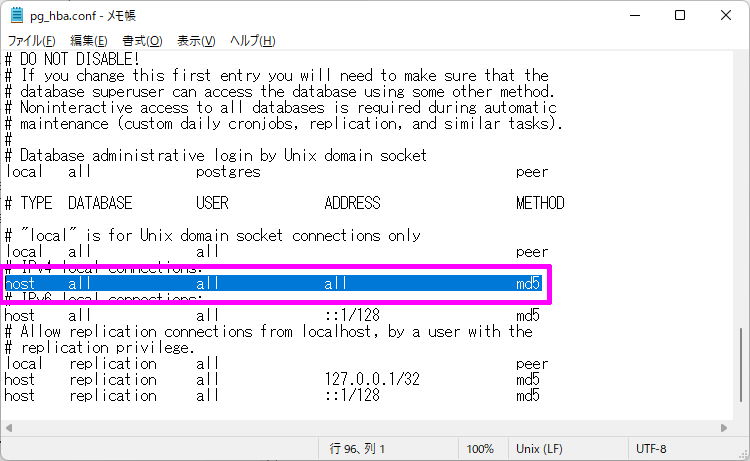 pg_hba.conf - メモ帳
ファイル(F) 編集(E) 書式(O) 表示(V) ヘルプ(H)
# DO NOT DISABLE!
# If you change this first entry you will need to make sure that the
# database superuser can access the database using some other method.
# Noninteractive access to all databases is required during automatic
# maintenance (custom daily cronjobs, replication, and similar tasks).
#
# Database administrative login by Unix domain socket
local   all             postgres                                peer

# TYPE  DATABASE        USER            ADDRESS                 METHOD

# "local" is for Unix domain socket connections only
local   all             all                                     peer
# IPv4 local connections:
host    all             all             all                     md5
# IPv6 local connections:
host    all             all             ::1/128                 md5
# Allow replication connections from localhost, by a user with the
# replication privilege.
local   replication     all                                     peer
host    replication     all             127.0.0.1/32            md5
host    replication     all             ::1/128                 md5
行 96、列 1 100% Unix (LF) UTF-8